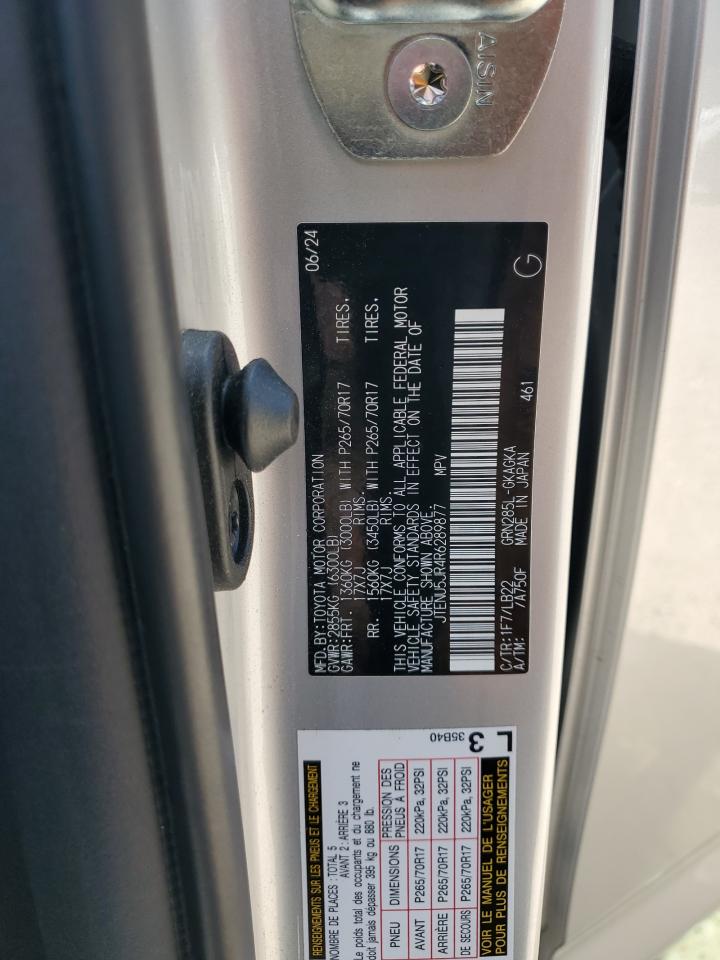 AISIN
MFD.BY:TOYOTA MOTOR CORPORATION 06/24
GVWR:2855KG (6300LB)
GAWR:FRT. 1360KG (3000LB) WITH P265/70R17 TIRES,
17X7J RIMS.
RR. 1560KG (3450LB) WITH P265/70R17 TIRES,
17X7J RIMS.
THIS VEHICLE CONFORMS TO ALL APPLICABLE FEDERAL MOTOR
VEHICLE SAFETY STANDARDS IN EFFECT ON THE DATE OF
MANUFACTURE SHOWN ABOVE.
JTENU5JR4R6289877 MPV
C/TR:1F7/LB22 GRN285L-GKAGKA 461
A/TM: /A750F MADE IN JAPAN
G
RENSEIGNEMENTS SUR LES PNEUS ET LE CHARGEMENT
NOMBRE DE PLACES : TOTAL 5
AVANT 2 : ARRIÈRE 3
Le poids total des occupants et du chargement ne
doit jamais dépasser 395 kg ou 880 lb.
PNEU DIMENSIONS PRESSION DES PNEUS À FROID
AVANT P265/70R17 220kPa, 32PSI
ARRIÈRE P265/70R17 220kPa, 32PSI
DE SECOURS P265/70R17 220kPa, 32PSI
VOIR LE MANUEL DE L'USAGER
POUR PLUS DE RENSEIGNEMENTS
3
35B40